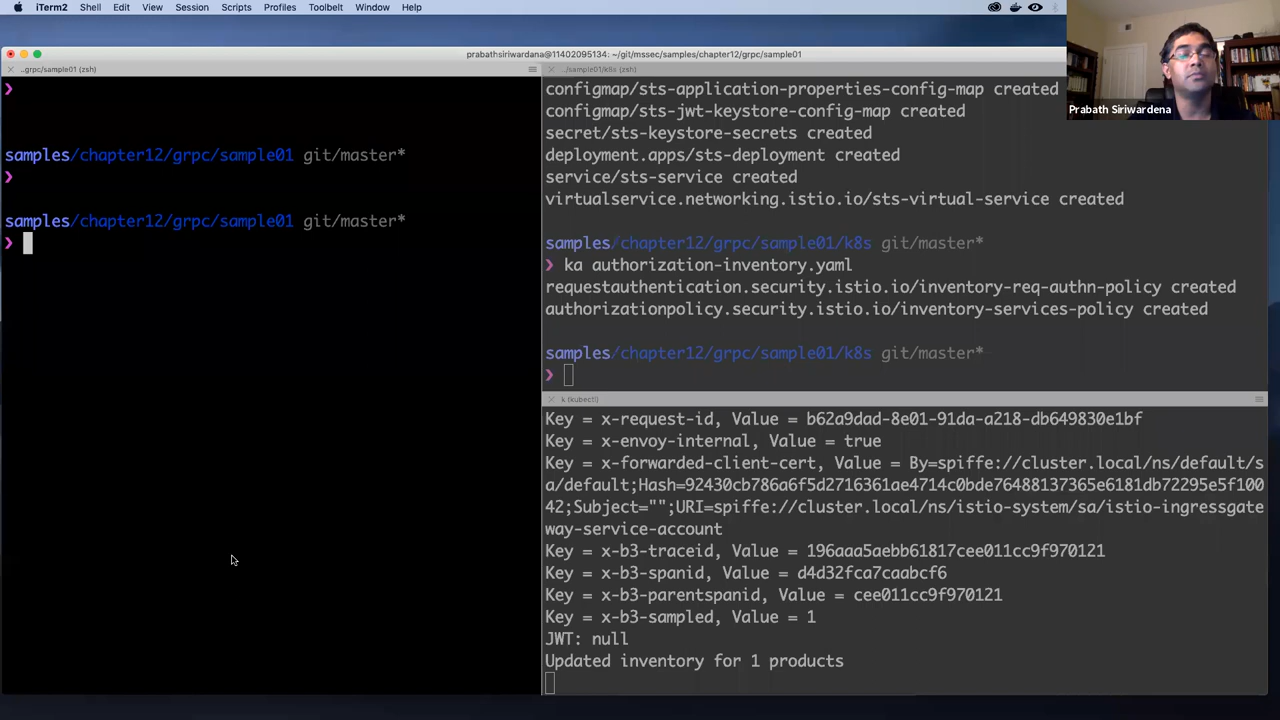 iTerm2 Shell Edit View Session Scripts Profiles Toolbelt Window Help
prabathsiriwardana@11402095134: ~/git/mssec/samples/chapter12/grpc/sample01
..grpc/sample01 (zsh)
❯
samples/chapter12/grpc/sample01 git/master*
❯
samples/chapter12/grpc/sample01 git/master*
❯
../sample01/k8s (zsh)
configmap/sts-application-properties-config-map created
configmap/sts-jwt-keystore-config-map created
secret/sts-keystore-secrets created
deployment.apps/sts-deployment created
service/sts-service created
virtualservice.networking.istio.io/sts-virtual-service created
samples/chapter12/grpc/sample01/k8s git/master*
❯ ka authorization-inventory.yaml
requestauthentication.security.istio.io/inventory-req-authn-policy created
authorizationpolicy.security.istio.io/inventory-services-policy created
samples/chapter12/grpc/sample01/k8s git/master*
❯
k (kubectl)
Key = x-request-id, Value = b62a9dad-8e01-91da-a218-db649830e1bf
Key = x-envoy-internal, Value = true
Key = x-forwarded-client-cert, Value = By=spiffe://cluster.local/ns/default/s
a/default;Hash=92430cb786a6f5d2716361ae4714c0bde76488137365e6181db72295e5f100
42;Subject="";URI=spiffe://cluster.local/ns/istio-system/sa/istio-ingressgate
way-service-account
Key = x-b3-traceid, Value = 196aaa5aebb61817cee011cc9f970121
Key = x-b3-spanid, Value = d4d32fca7caabcf6
Key = x-b3-parentspanid, Value = cee011cc9f970121
Key = x-b3-sampled, Value = 1
JWT: null
Updated inventory for 1 products
Prabath Siriwardena